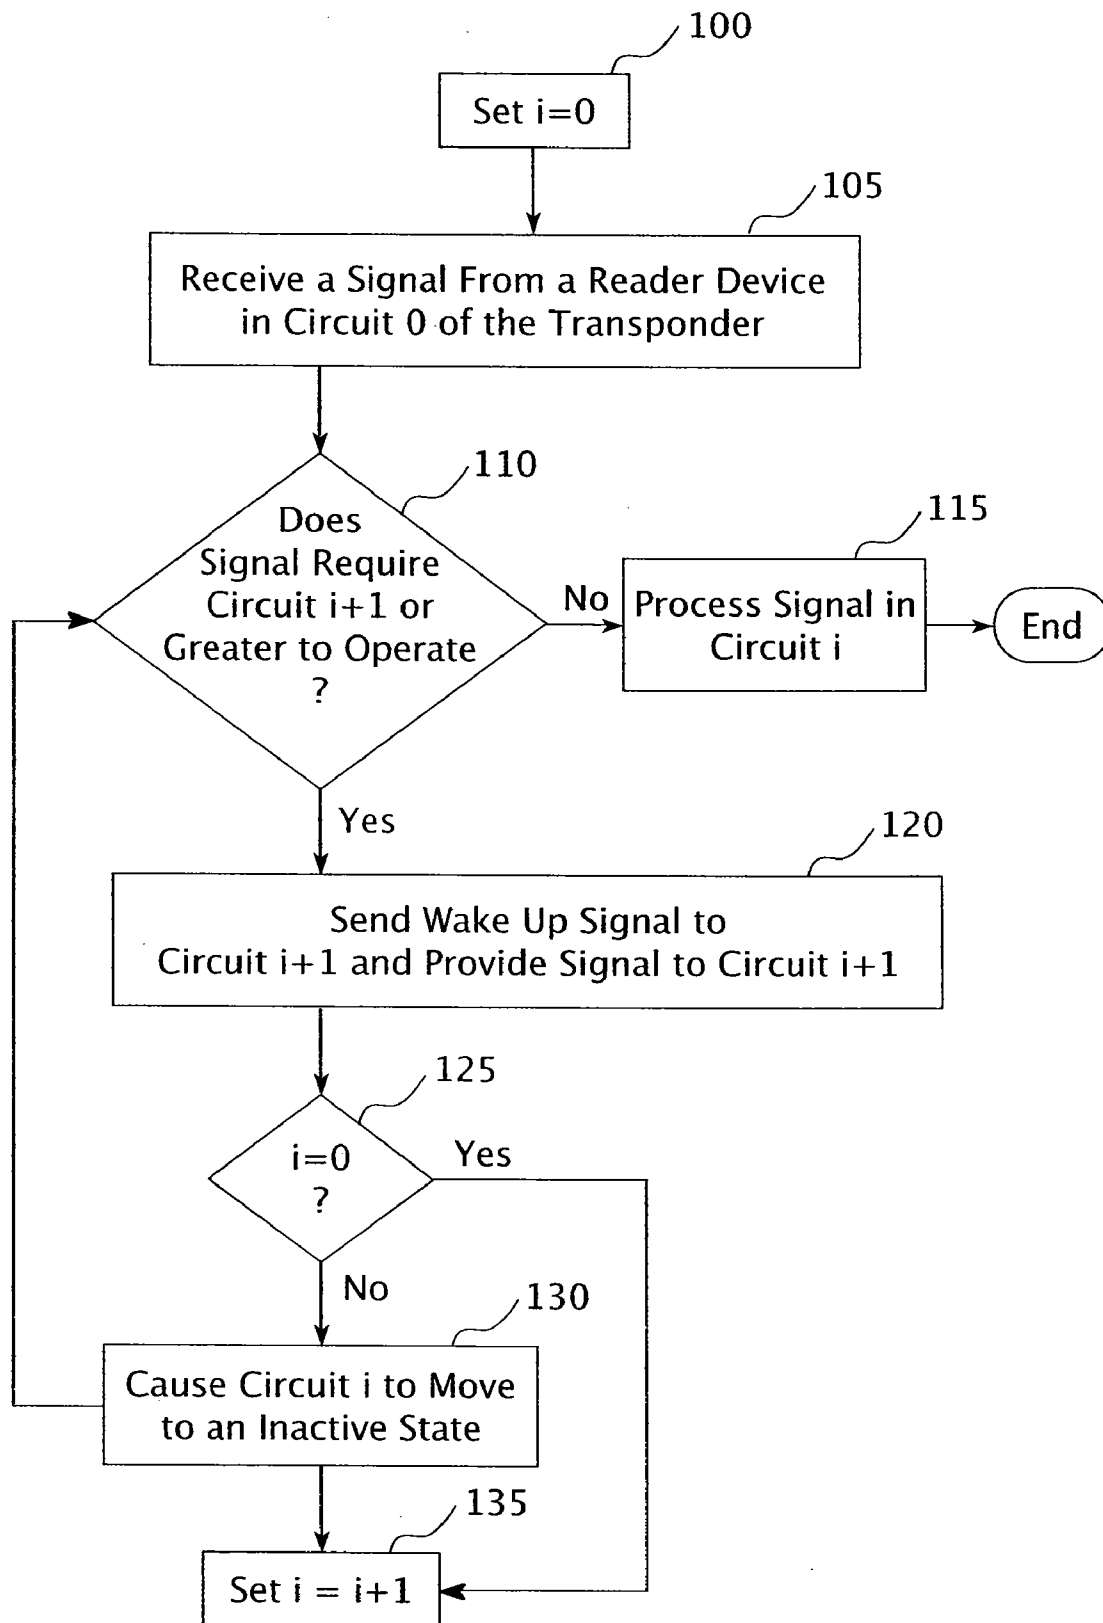 100
Set i=0
105
Receive a Signal From a Reader Device
in Circuit 0 of the Transponder
110
Does
Signal Require
Circuit i+1 or
Greater to Operate
?
No
115
Process Signal in
Circuit i
End
Yes
120
Send Wake Up Signal to
Circuit i+1 and Provide Signal to Circuit i+1
125
i=0
?
Yes
No
130
Cause Circuit i to Move
to an Inactive State
135
Set i = i+1